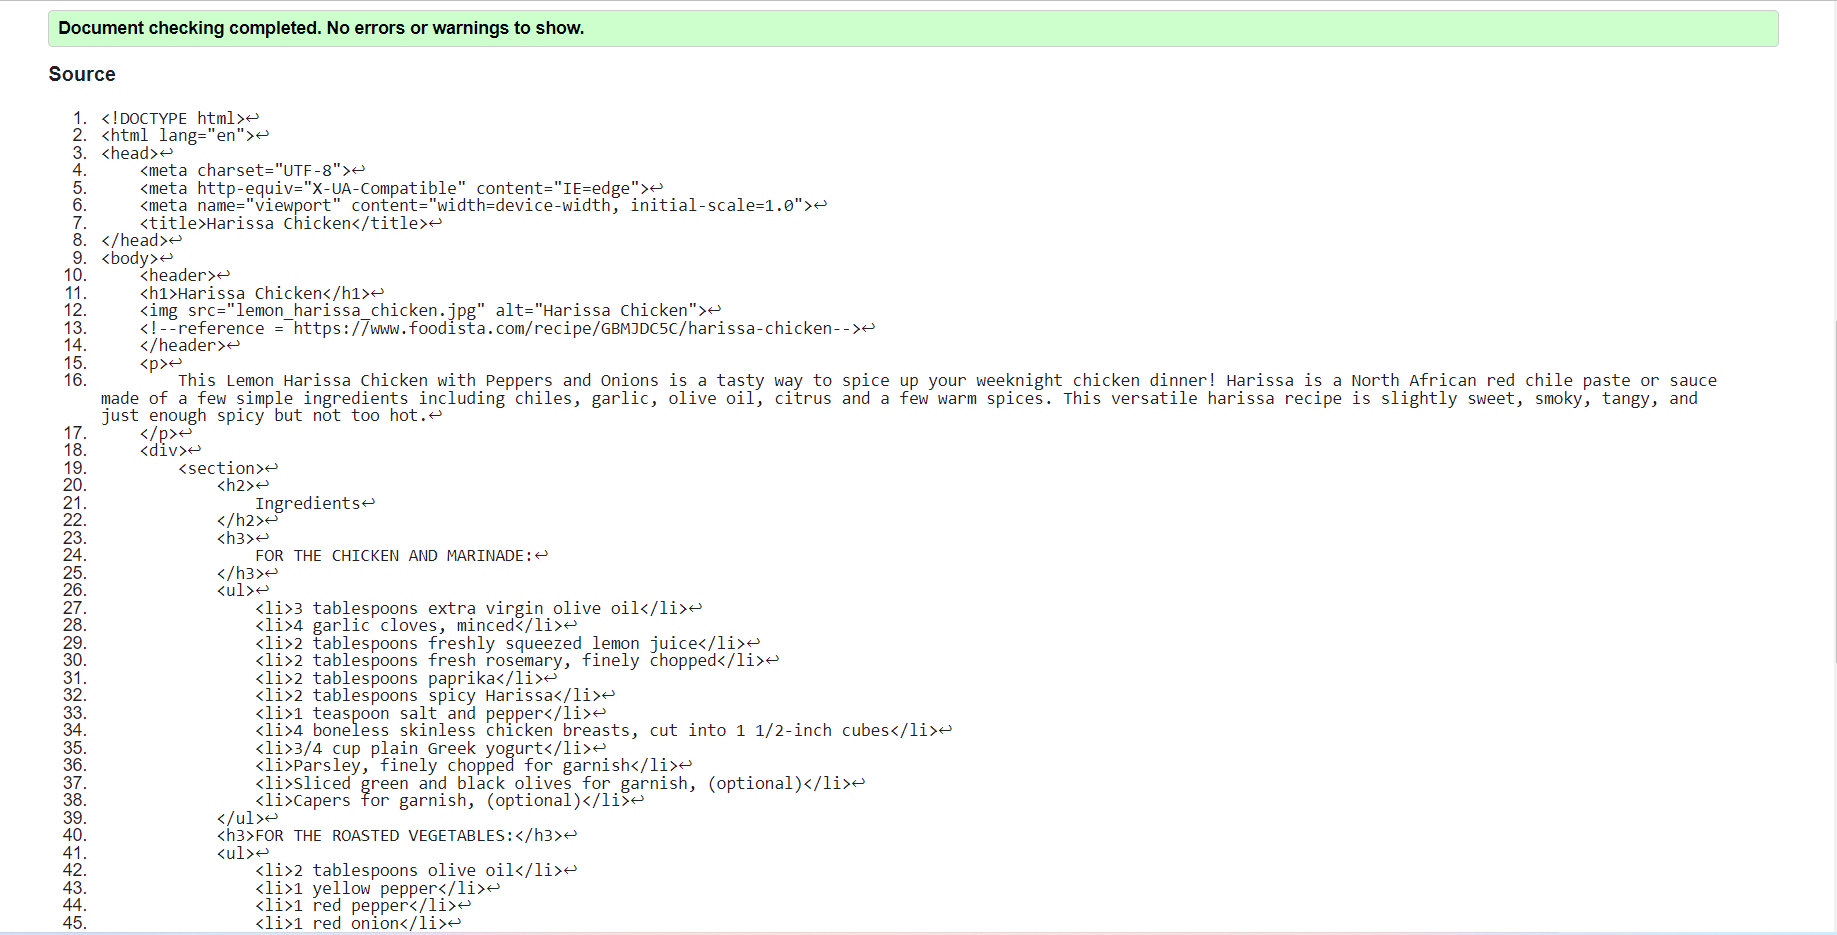 Document checking completed. No errors or warnings to show.
Source
1. <!DOCTYPE html>↩
2. <html lang="en">↩
3. <head>↩
4.     <meta charset="UTF-8">↩
5.     <meta http-equiv="X-UA-Compatible" content="IE=edge">↩
6.     <meta name="viewport" content="width=device-width, initial-scale=1.0">↩
7.     <title>Harissa Chicken</title>↩
8. </head>↩
9. <body>↩
10.     <header>↩
11.     <h1>Harissa Chicken</h1>↩
12.     <img src="lemon_harissa_chicken.jpg" alt="Harissa Chicken">↩
13.     <!--reference = https://www.foodista.com/recipe/GBMJDC5C/harissa-chicken-->↩
14.     </header>↩
15.     <p>↩
16.         This Lemon Harissa Chicken with Peppers and Onions is a tasty way to spice up your weeknight chicken dinner! Harissa is a North African red chile paste or sauce
made of a few simple ingredients including chiles, garlic, olive oil, citrus and a few warm spices. This versatile harissa recipe is slightly sweet, smoky, tangy, and
just enough spicy but not too hot.↩
17.     </p>↩
18.     <div>↩
19.         <section>↩
20.             <h2>↩
21.                 Ingredients↩
22.             </h2>↩
23.             <h3>↩
24.                 FOR THE CHICKEN AND MARINADE:↩
25.             </h3>↩
26.             <ul>↩
27.                 <li>3 tablespoons extra virgin olive oil</li>↩
28.                 <li>4 garlic cloves, minced</li>↩
29.                 <li>2 tablespoons freshly squeezed lemon juice</li>↩
30.                 <li>2 tablespoons fresh rosemary, finely chopped</li>↩
31.                 <li>2 tablespoons paprika</li>↩
32.                 <li>2 tablespoons spicy Harissa</li>↩
33.                 <li>1 teaspoon salt and pepper</li>↩
34.                 <li>4 boneless skinless chicken breasts, cut into 1 1/2-inch cubes</li>↩
35.                 <li>3/4 cup plain Greek yogurt</li>↩
36.                 <li>Parsley, finely chopped for garnish</li>↩
37.                 <li>Sliced green and black olives for garnish, (optional)</li>↩
38.                 <li>Capers for garnish, (optional)</li>↩
39.             </ul>↩
40.             <h3>FOR THE ROASTED VEGETABLES:</h3>↩
41.             <ul>↩
42.                 <li>2 tablespoons olive oil</li>↩
43.                 <li>1 yellow pepper</li>↩
44.                 <li>1 red pepper</li>↩
45.                 <li>1 red onion</li>↩